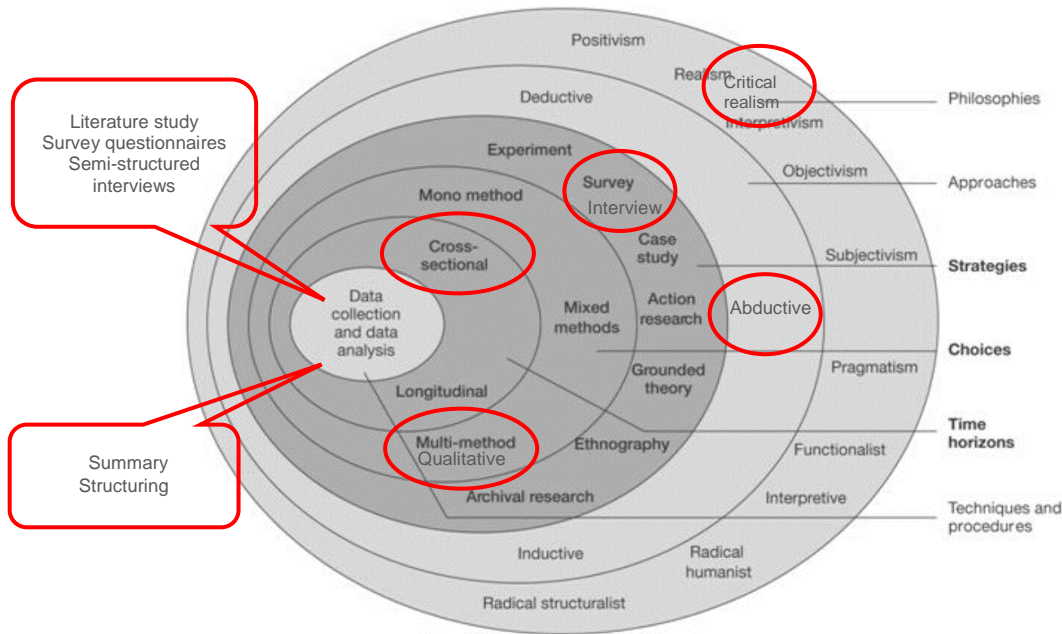 Positivism
Realism
Critical
realism
Interpretivism
Philosophies
Literature study
Survey questionnaires
Semi-structured
interviews
Deductive
Objectivism
Approaches
Experiment
Survey
Interview
Mono method
Cross-
sectional
Case
study
Subjectivism
Strategies
Data
collection
and data
analysis
Mixed
methods
Action
research
Abductive
Choices
Longitudinal
Grounded
theory
Pragmatism
Multi-method
Qualitative
Ethnography
Functionalist
Time
horizons
Summary
Structuring
Archival research
Interpretive
Techniques and
procedures
Inductive
Radical
humanist
Radical structuralist